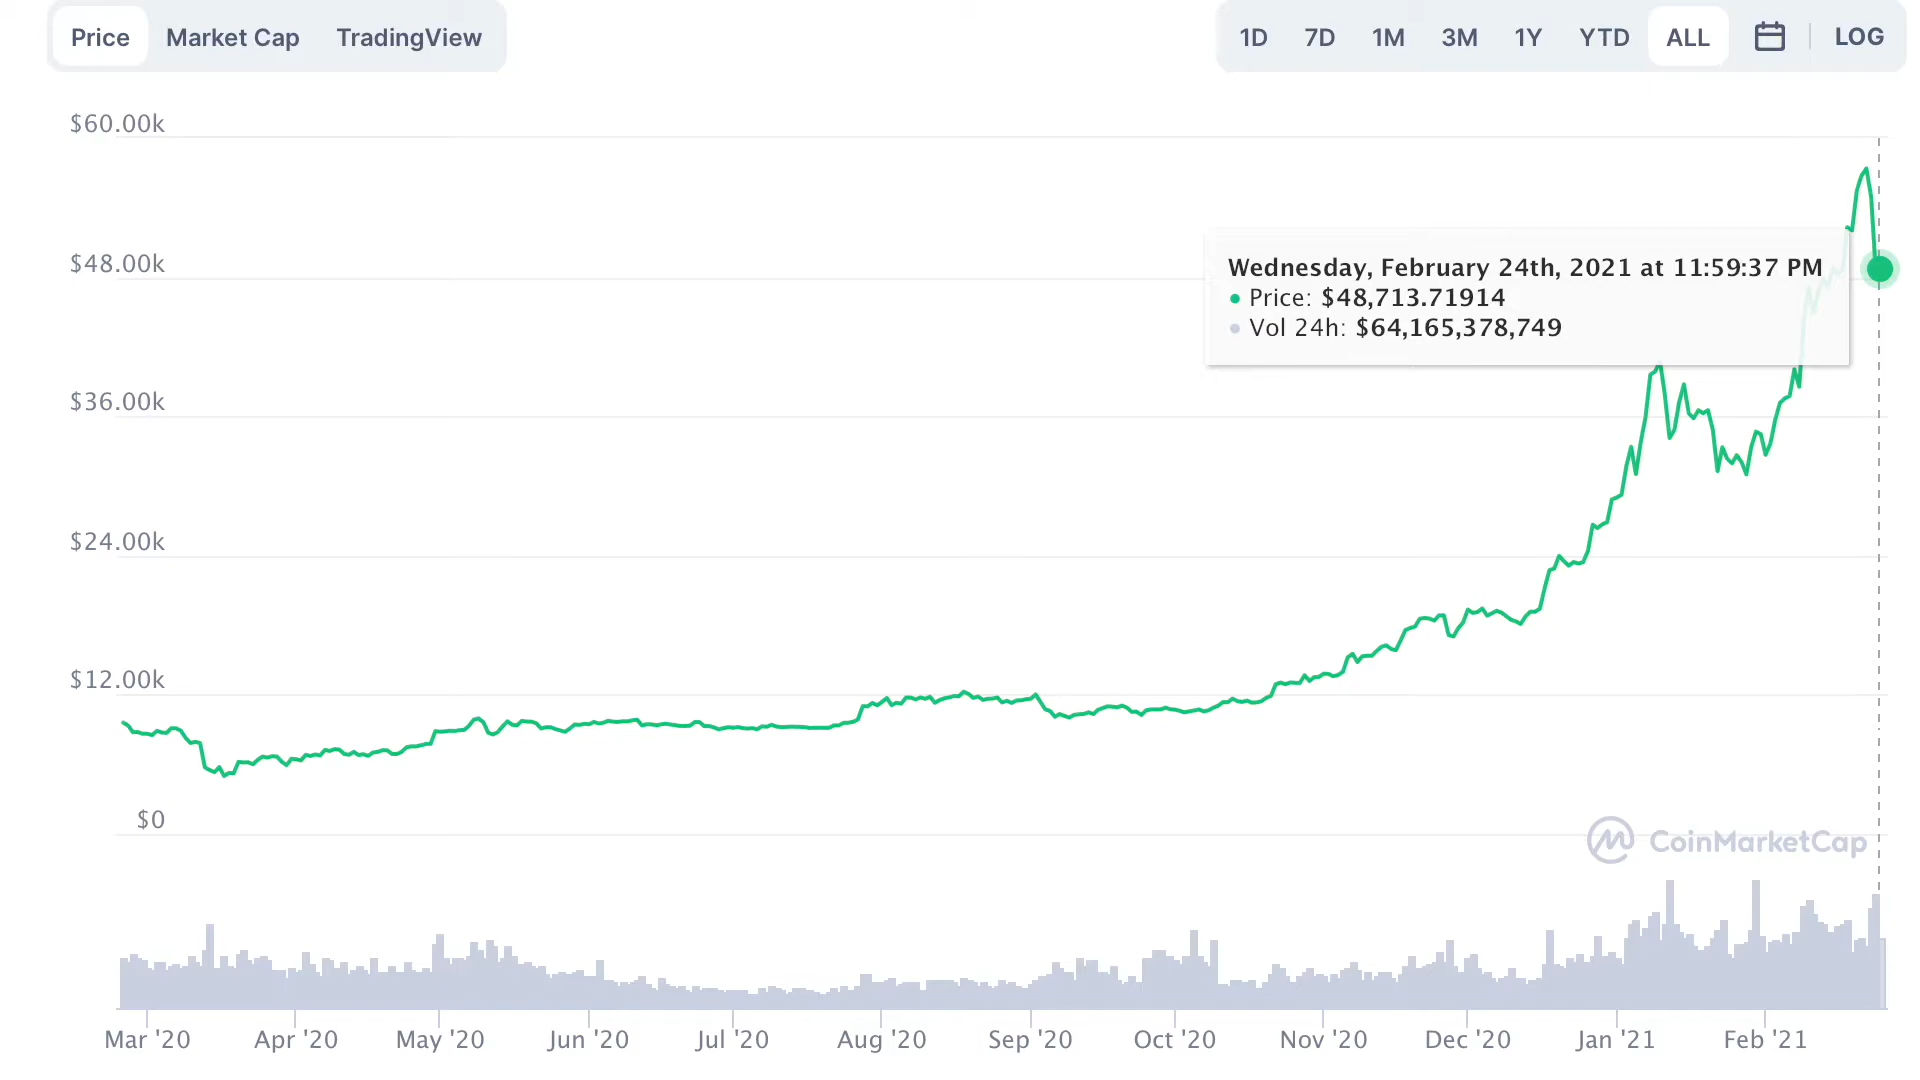 Price Market Cap TradingView 1D 7D 1M 3M 1Y YTD ALL LOG
$60.00k
$48.00k
Wednesday, February 24th, 2021 at 11:59:37 PM
Price: $48,713.71914
Vol 24h: $64,165,378,749
$36.00k
$24.00k
$12.00k
$0
CoinMarketCap
Mar '20 Apr '20 May '20 Jun '20 Jul '20 Aug '20 Sep '20 Oct '20 Nov '20 Dec '20 Jan '21 Feb '21